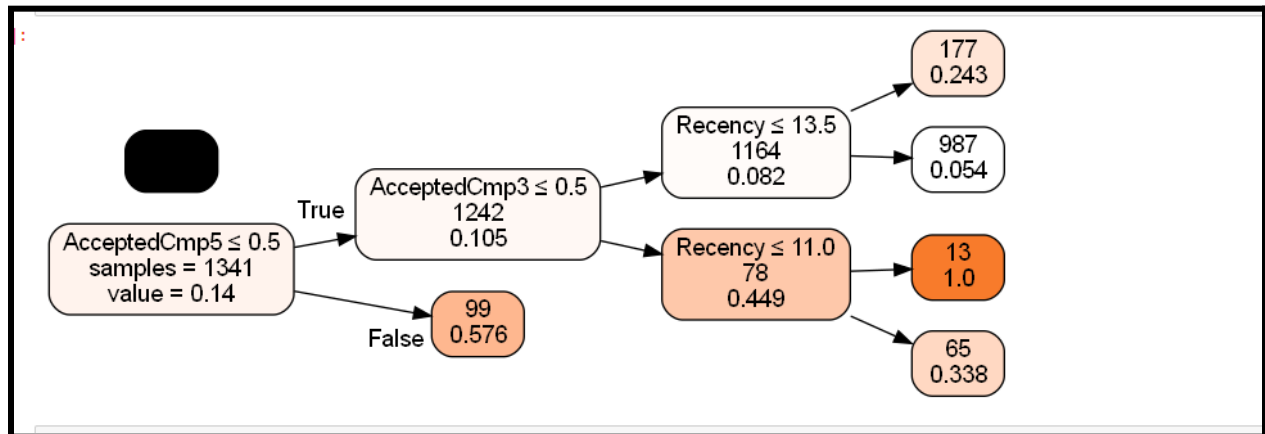 :
AcceptedCmp5 ≤ 0.5
samples = 1341
value = 0.14
True
False
AcceptedCmp3 ≤ 0.5
1242
0.105
99
0.576
Recency ≤ 13.5
1164
0.082
Recency ≤ 11.0
78
0.449
177
0.243
987
0.054
13
1.0
65
0.338